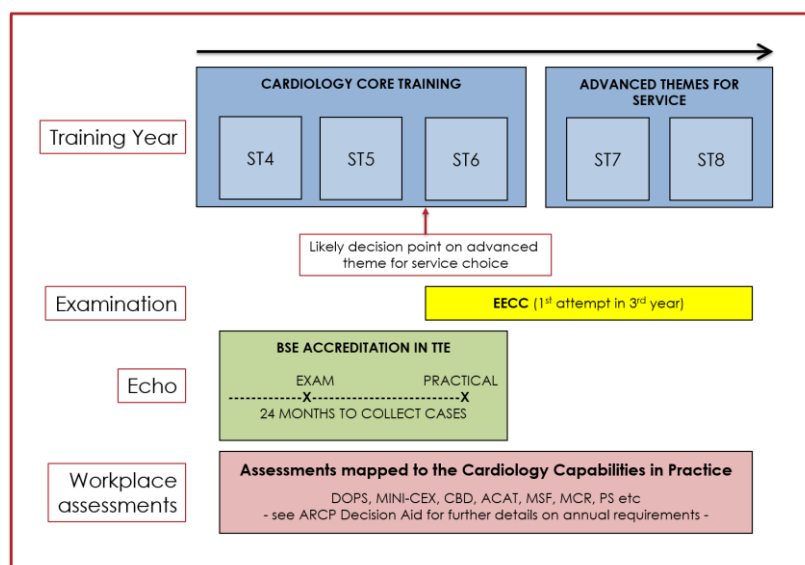 CARDIOLOGY CORE TRAINING
ADVANCED THEMES FOR
SERVICE
Training Year
ST4
ST5
ST6
ST7
ST8
Likely decision point on advanced
theme for service choice
Examination
EECC (1st attempt in 3rd year)
BSE ACCREDITATION IN TTE
Echo
EXAM PRACTICAL
------------X-----------------------X
24 MONTHS TO COLLECT CASES
Workplace
assessments
Assessments mapped to the Cardiology Capabilities in Practice
DOPS, MINI-CEX, CBD, ACAT, MSF, MCR, PS etc
- see ARCP Decision Aid for further details on annual requirements -